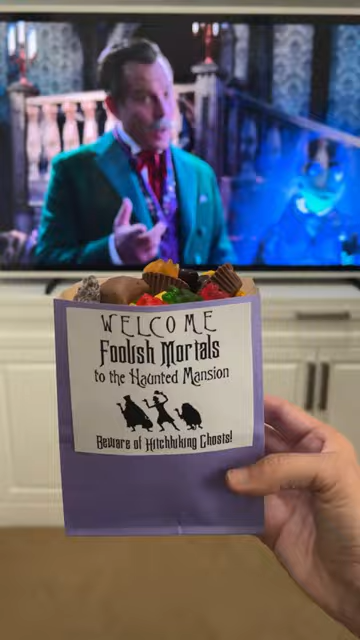 WELCOME
Foolish Mortals
to the Haunted Mansion
Beware of Hitchhiking Ghosts!